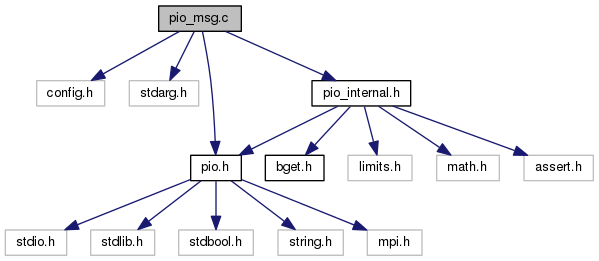 pio_msg.c
config.h
stdarg.h
pio_internal.h
pio.h
bget.h
limits.h
math.h
assert.h
stdio.h
stdlib.h
stdbool.h
string.h
mpi.h